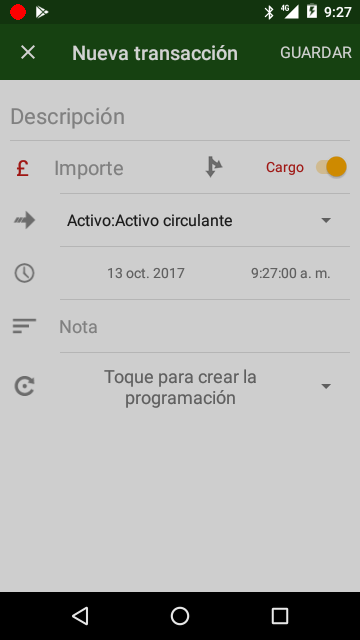 4G 9:27
Nueva transacción GUARDAR
Descripción
£ Importe Cargo
Activo:Activo circulante
13 oct. 2017 9:27:00 a. m.
Nota
Toque para crear la
programación